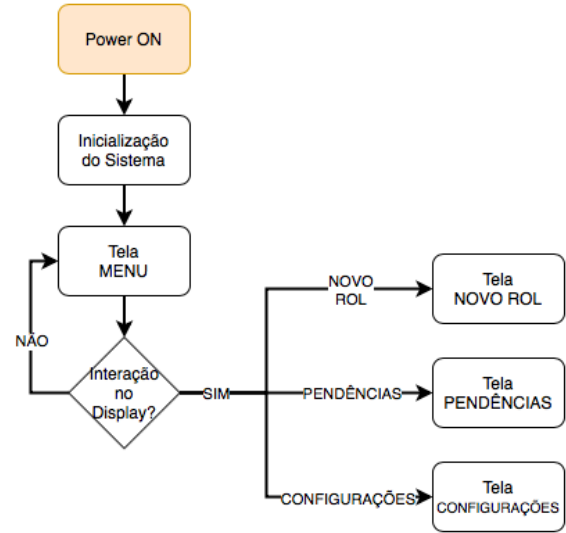 Power ON
Inicialização
do Sistema
Tela
MENU
NÃO
Interação
no
Display?
SIM
NOVO
ROL
Tela
NOVO ROL
PENDÊNCIAS
Tela
PENDÊNCIAS
CONFIGURAÇÕES
Tela
CONFIGURAÇÕES